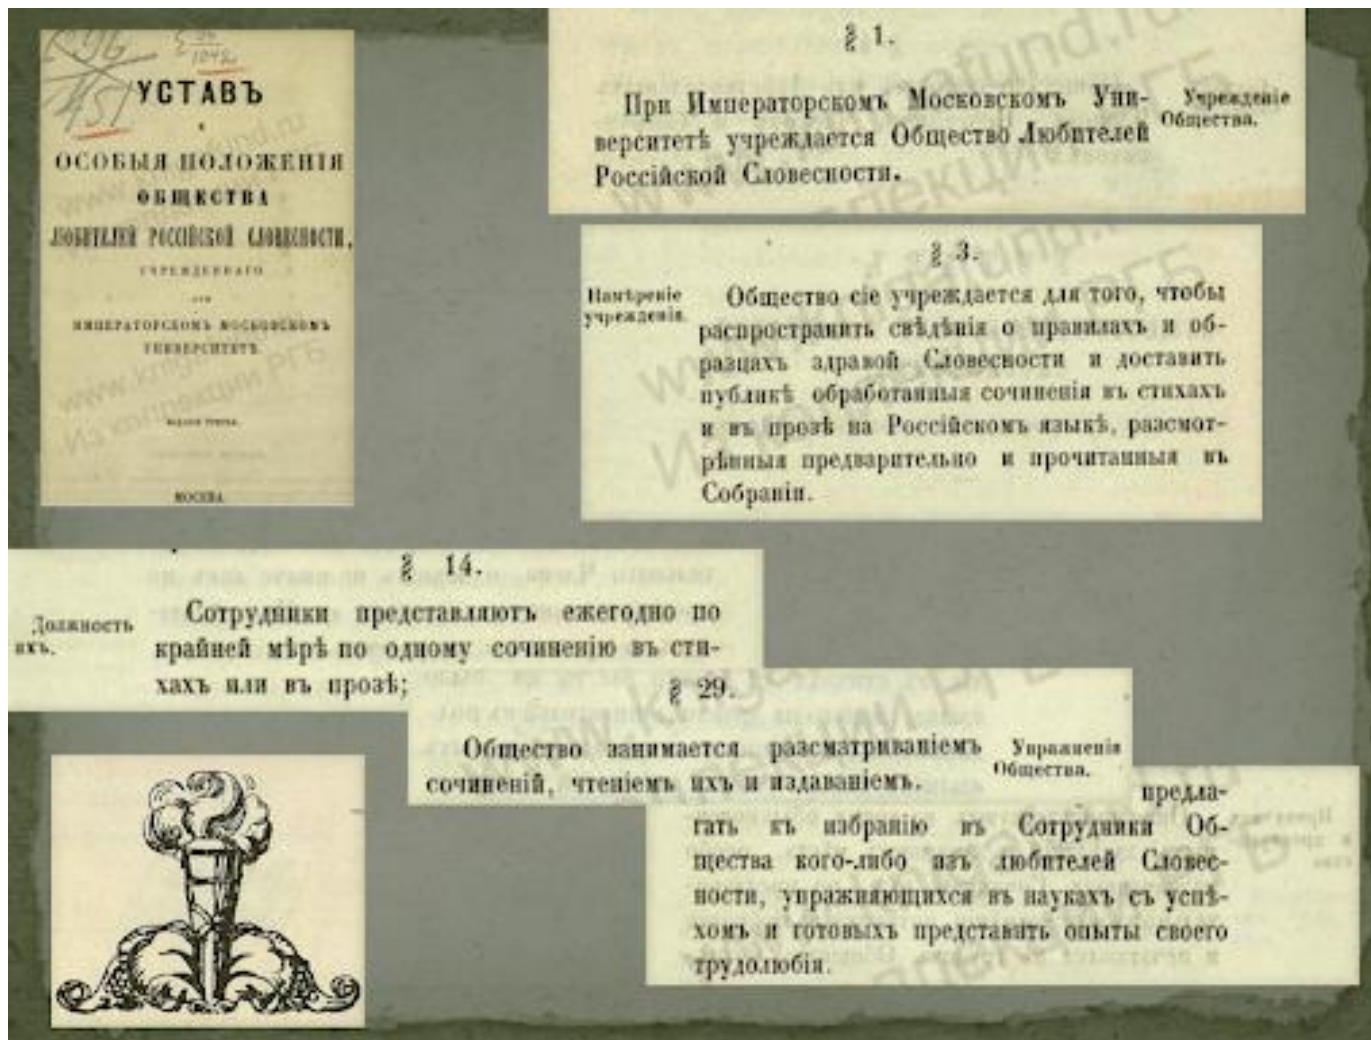 УСТАВЪ
И
ОСОБЫЯ ПОЛОЖЕНІЯ
ОБЩЕСТВА
ЛЮБИТЕЛЕЙ РОССІЙСКОЙ СЛОВЕСНОСТИ,
УЧРЕЖДЕННАГО
ПРИ
ИМПЕРАТОРСКОМЪ МОСКОВСКОМЪ
УНИВЕРСИТЕТѢ.
МОСКВА
§ 1.
При Императорскомъ Московскомъ Уни-
верситетѣ учреждается Общество Любителей
Россійской Словесности.
Учрежденіе
Общества.
§ 3.
Намѣреніе
учрежденія.
Общество сіе учреждается для того, чтобы
распространить свѣдѣнія о правилахъ и об-
разцахъ здравой Словесности и доставить
публикѣ обработанныя сочиненія въ стихахъ
и въ прозѣ на Россійскомъ языкѣ, разсмот-
рѣнныя предварительно и прочитанныя въ
Собраніи.
§ 14.
Должность
ихъ.
Сотрудники представляютъ ежегодно по
крайней мѣрѣ по одному сочиненію въ сти-
хахъ или въ прозѣ;
§ 29.
Общество занимается разсматриваніемъ
сочиненій, чтеніемъ ихъ и издаваніемъ.
Упражненія
Общества.
предла-
гать къ избранію въ Сотрудники Об-
щества кого-либо изъ любителей Словес-
ности, упражняющихся въ наукахъ съ успѣ-
хомъ и готовыхъ представить опыты своего
трудолюбія.